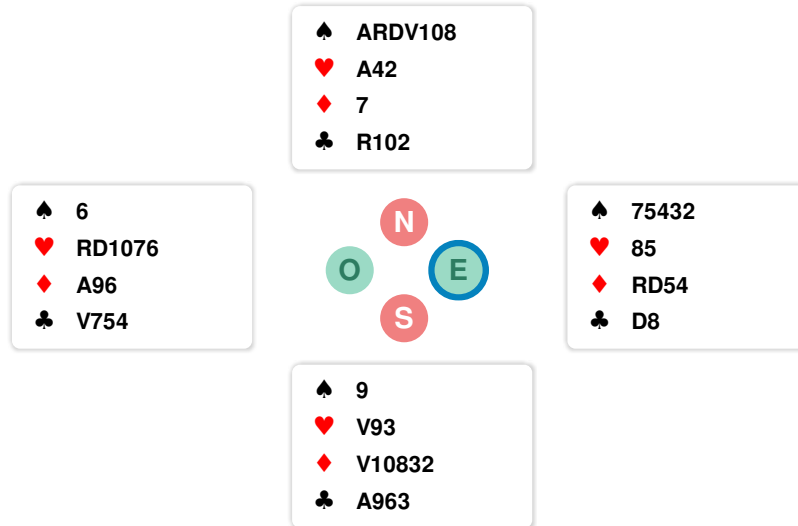 ♠ ARDV108
♥ A42
♦ 7
♣ R102
♠ 6
♥ RD1076
♦ A96
♣ V754
N
O
E
S
♠ 75432
♥ 85
♦ RD54
♣ D8
♠ 9
♥ V93
♦ V10832
♣ A963